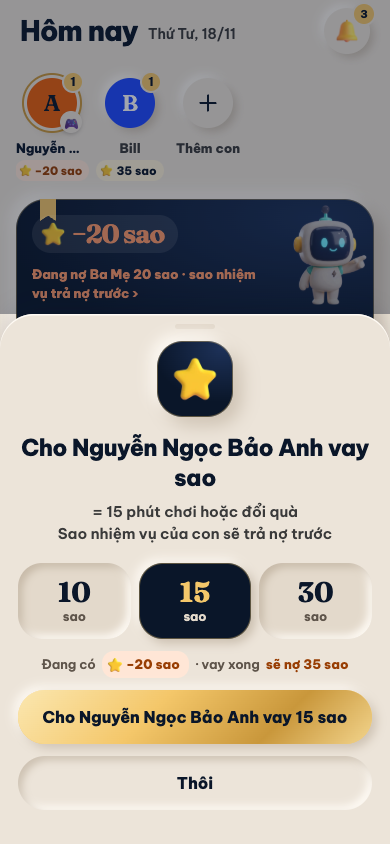 Hôm nay Thứ Tư, 18/11
3
A 1
B 1
Nguyễn ...
Bill
Thêm con
−20 sao
35 sao
−20 sao
Đang nợ Ba Mẹ 20 sao · sao nhiệm
vụ trả nợ trước ›
Cho Nguyễn Ngọc Bảo Anh vay
sao
= 15 phút chơi hoặc đổi quà
Sao nhiệm vụ của con sẽ trả nợ trước
10
sao
15
sao
30
sao
Đang có −20 sao · vay xong sẽ nợ 35 sao
Cho Nguyễn Ngọc Bảo Anh vay 15 sao
Thôi